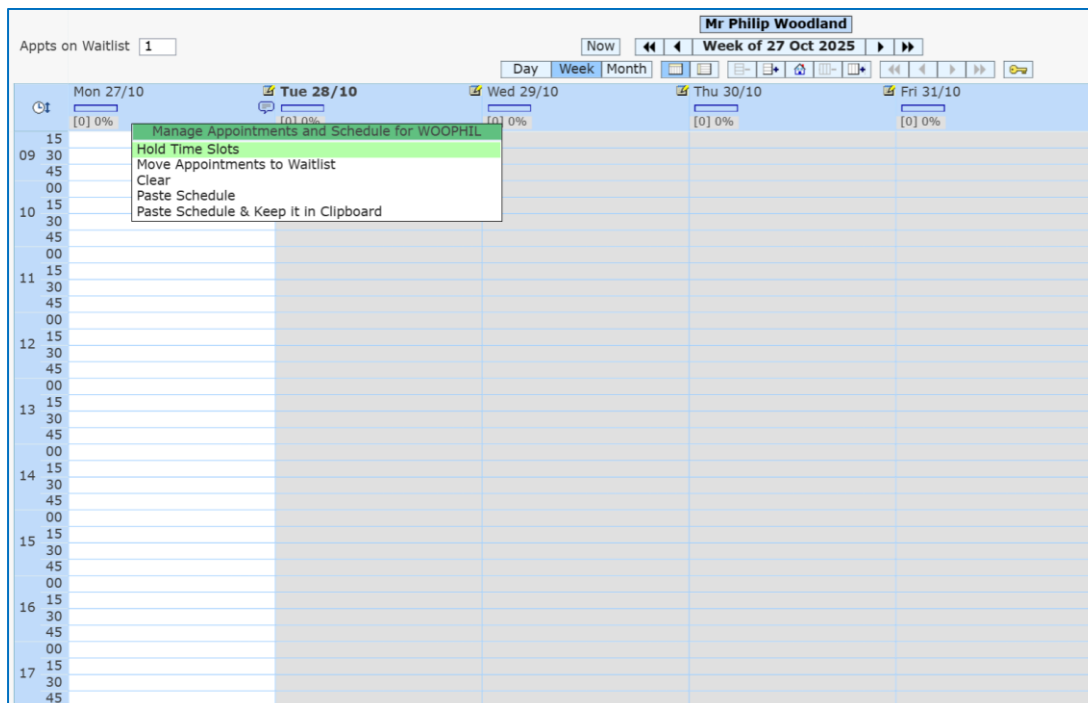 Mr Philip Woodland
Appts on Waitlist 1
Now Week of 27 Oct 2025
Day Week Month
Mon 27/10 Tue 28/10 Wed 29/10 Thu 30/10 Fri 31/10
[0] 0% [0] 0% [0] 0% [0] 0% [0] 0%
Manage Appointments and Schedule for WOOPHIL
Hold Time Slots
Move Appointments to Waitlist
Clear
Paste Schedule
Paste Schedule & Keep it in Clipboard
15
09 30
45
00
10 15
30
45
00
11 15
30
45
00
12 15
30
45
00
13 15
30
45
00
14 15
30
45
00
15 15
30
45
00
16 15
30
45
00
17 15
30
45